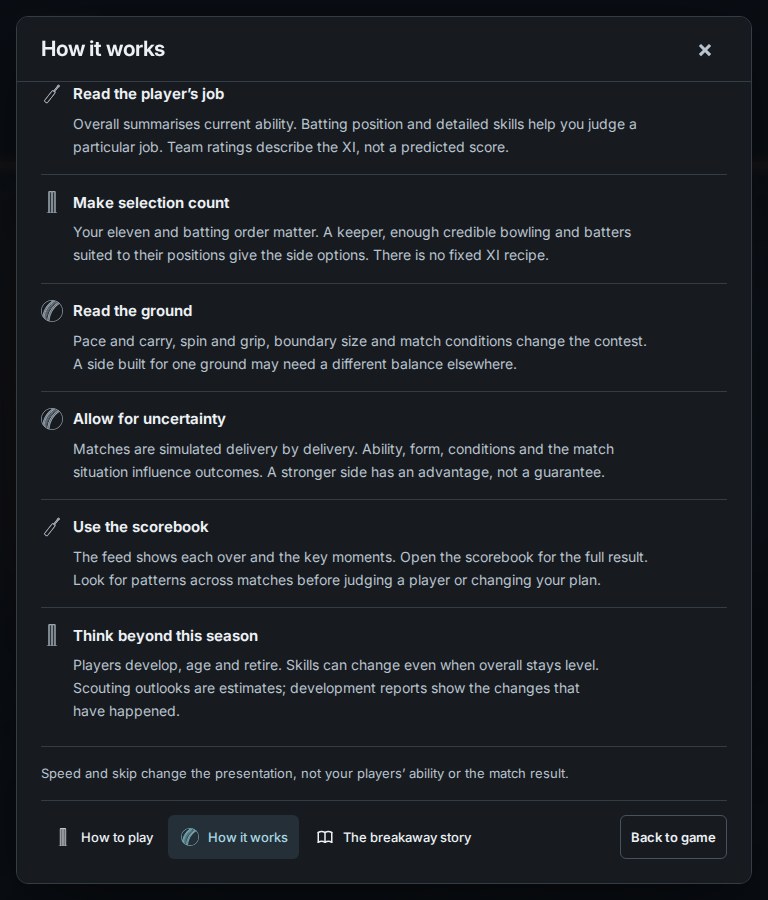 How it works
×
Read the player’s job
Overall summarises current ability. Batting position and detailed skills help you judge a
particular job. Team ratings describe the XI, not a predicted score.
Make selection count
Your eleven and batting order matter. A keeper, enough credible bowling and batters
suited to their positions give the side options. There is no fixed XI recipe.
Read the ground
Pace and carry, spin and grip, boundary size and match conditions change the contest.
A side built for one ground may need a different balance elsewhere.
Allow for uncertainty
Matches are simulated delivery by delivery. Ability, form, conditions and the match
situation influence outcomes. A stronger side has an advantage, not a guarantee.
Use the scorebook
The feed shows each over and the key moments. Open the scorebook for the full result.
Look for patterns across matches before judging a player or changing your plan.
Think beyond this season
Players develop, age and retire. Skills can change even when overall stays level.
Scouting outlooks are estimates; development reports show the changes that
have happened.
Speed and skip change the presentation, not your players’ ability or the match result.
How to play
How it works
The breakaway story
Back to game